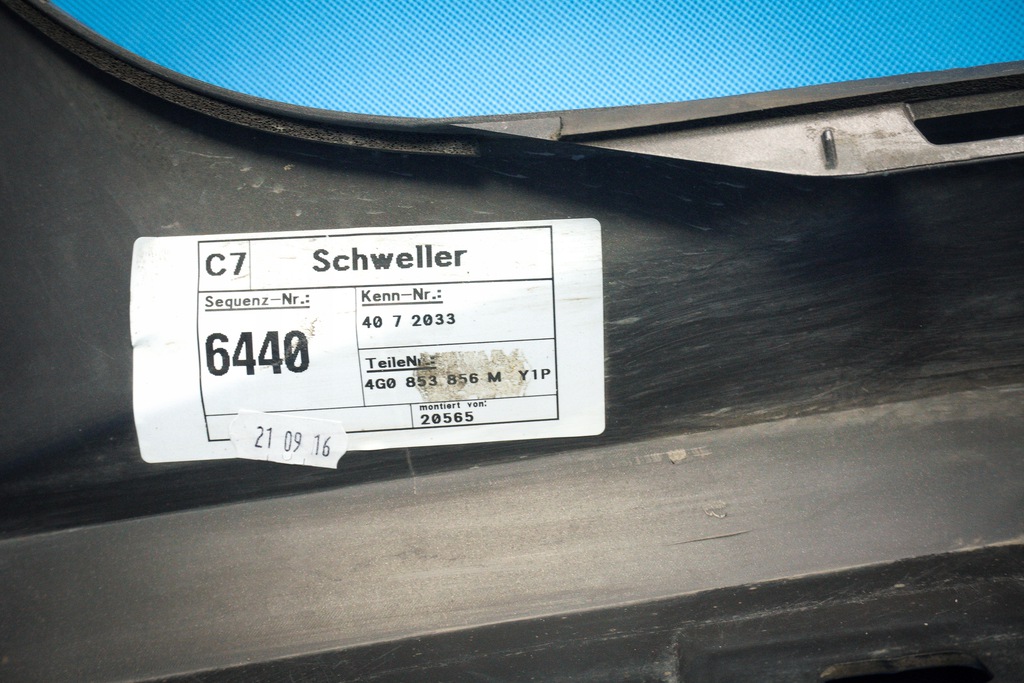 C7 Schweller
Sequenz-Nr.:
6440
Kenn-Nr.:
40 7 2033
TeileNr.:
4G0 853 856 M Y1P
montiert von:
20565
21 09 16